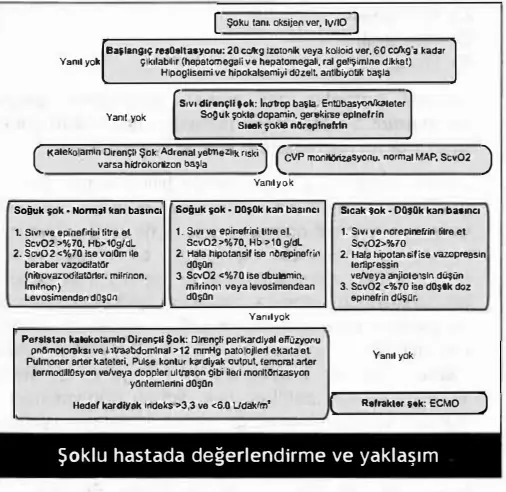 Şoku tanı, oksijen ver, Iy/IO
Başlangıç resüsitasyonu: 20 cc/kg izotonik veya kolloid ver, 60 cc/kg'a kadar
çıkılabilir (hepatomegali ve hepatomegali, ral gelişimine dikkat)
Hipoglisemi ve hipokalsemiyi düzelt, antibiyotik başla
Yanıt yok
Sıvı dirençli şok: İnotrop başla. Entübasyon/kateter
Soğuk şokta dopamin, gerekirse epinefrin
Sıcak şokta nörepinefrin
Yanıt yok
Katekolamin Dirençli Şok: Adrenal yetmezlik riski
varsa hidrokortizon başla
CVP monitörizasyonu, normal MAP, ScvO2
Yanıt yok
Soğuk şok - Normal kan basıncı
1. Sıvı ve epinefrini titre et.
ScvO2 >%70, Hb>10g/dL
2. ScvO2 <%70 ise volüm ile
beraber vazodilatör
(nitrovazodilatörler, milrinon,
imrinon)
Levosimendan düşün
Soğuk şok - Düşük kan basıncı
1. Sıvı ve epinefrini titre et.
ScvO2 >%70, Hb >10 g/dL
2. Hala hipotansif ise nörepinefrin
düşün
3. ScvO2 <%70 ise dbutamin,
milrinon veya levosimendean
düşün
Sıcak şok - Düşük kan basıncı
1. Sıvı ve norepinefrin titre et
ScvO2>%70
2. Hala hipotansif ise vazopressin
terlipressin
ve/veya anjiotensin düşün
3. ScvO2 <%70 ise düşük doz
epinefrin düşün.
Yanıt yok
Persistan katekolamin Dirençli Şok: Dirençli perkardiyal effüzyonu
pnömotoraksı ve intraabdominal >12 mmHg patolojileri ekarta et.
Pulmoner arter kateteri, Pulse kontur kardiyak output, femoral arter
termodilüsyon ve/veya doppler ultrason gibi ileri monitörizasyon
yöntemlerini düşün
Hedef kardiyak indeks >3,3 ve <6.0 L/dak/m²
Yanıt yok
Refrakter şok: ECMO
Şoklu hastada değerlendirme ve yaklaşım